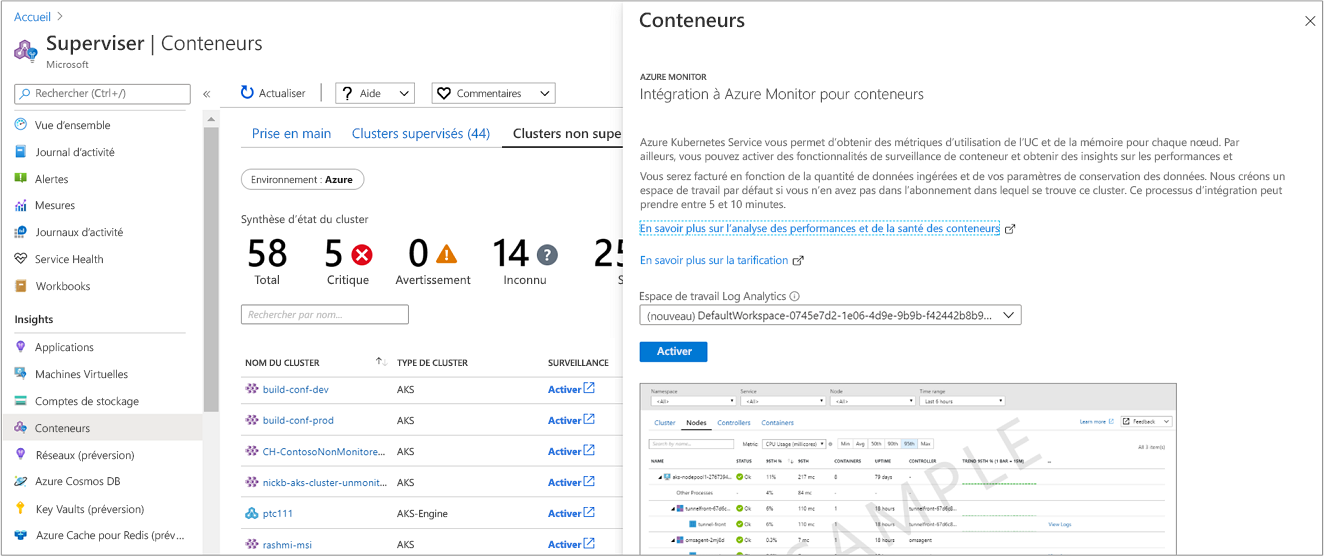 Accueil
Superviser | Conteneurs
Microsoft
Rechercher (Ctrl+/)
Vue d'ensemble
Journal d'activité
Alertes
Mesures
Journaux d'activité
Service Health
Workbooks
Insights
Applications
Machines Virtuelles
Comptes de stockage
Conteneurs
Réseaux (préversion)
Azure Cosmos DB
Key Vaults (préversion)
Azure Cache pour Redis (prév...
Actualiser
? Aide
Commentaires
Prise en main Clusters supervisés (44) Clusters non supe
Environnement : Azure
Synthèse d'état du cluster
58 5 0 14 ? 25
Total Critique Avertissement Inconnu S
Rechercher par nom...
NOM DU CLUSTER TYPE DE CLUSTER SURVEILLANCE
build-conf-dev AKS Activer
build-conf-prod AKS Activer
CH-ContosoNonMonitore... AKS Activer
nickb-aks-cluster-unmonit... AKS Activer
ptc111 AKS-Engine Activer
rashmi-msi AKS Activer
Conteneurs
AZURE MONITOR
Intégration à Azure Monitor pour conteneurs
Azure Kubernetes Service vous permet d'obtenir des métriques d'utilisation de l'UC et de la mémoire pour chaque nœud. Par
ailleurs, vous pouvez activer des fonctionnalités de surveillance de conteneur et obtenir des insights sur les performances et
Vous serez facturé en fonction de la quantité de données ingérées et de vos paramètres de conservation des données. Nous créons un
espace de travail par défaut si vous n'en avez pas dans l'abonnement dans lequel se trouve ce cluster. Ce processus d'intégration peut
prendre entre 5 et 10 minutes.
En savoir plus sur l'analyse des performances et de la santé des conteneurs
En savoir plus sur la tarification
Espace de travail Log Analytics
(nouveau) DefaultWorkspace-0745e7d2-1e06-4d9e-9b9b-f42442b8b9...
Activer
Namespace Service Node Time range
<All> <All> <All> Last 6 hours
Cluster Nodes Controllers Containers
Learn more Feedback
Search by name... Metric CPU Usage (millicores) Min Avg 50th 90th 95th Max
All 3 item(s)
NAME STATUS 95TH % 95TH CONTAINERS UPTIME CONTROLLER TREND 95TH % (1 BAR = 15M)
aks-nodepool1-2767394... Ok 11% 217 mc 8 79 days -
Other Processes - 4% 84 mc - - -
tunnelfront-67d6c... Ok 6% 110 mc 1 18 hours tunnelfront-67d6c8...
tunnel-front Ok 6% 110 mc 1 18 hours tunnelfront-67d6c8... View Logs
omsagent-2mj8d Ok 0.3% 7 mc 1 18 hours omsagent
SAMPLE